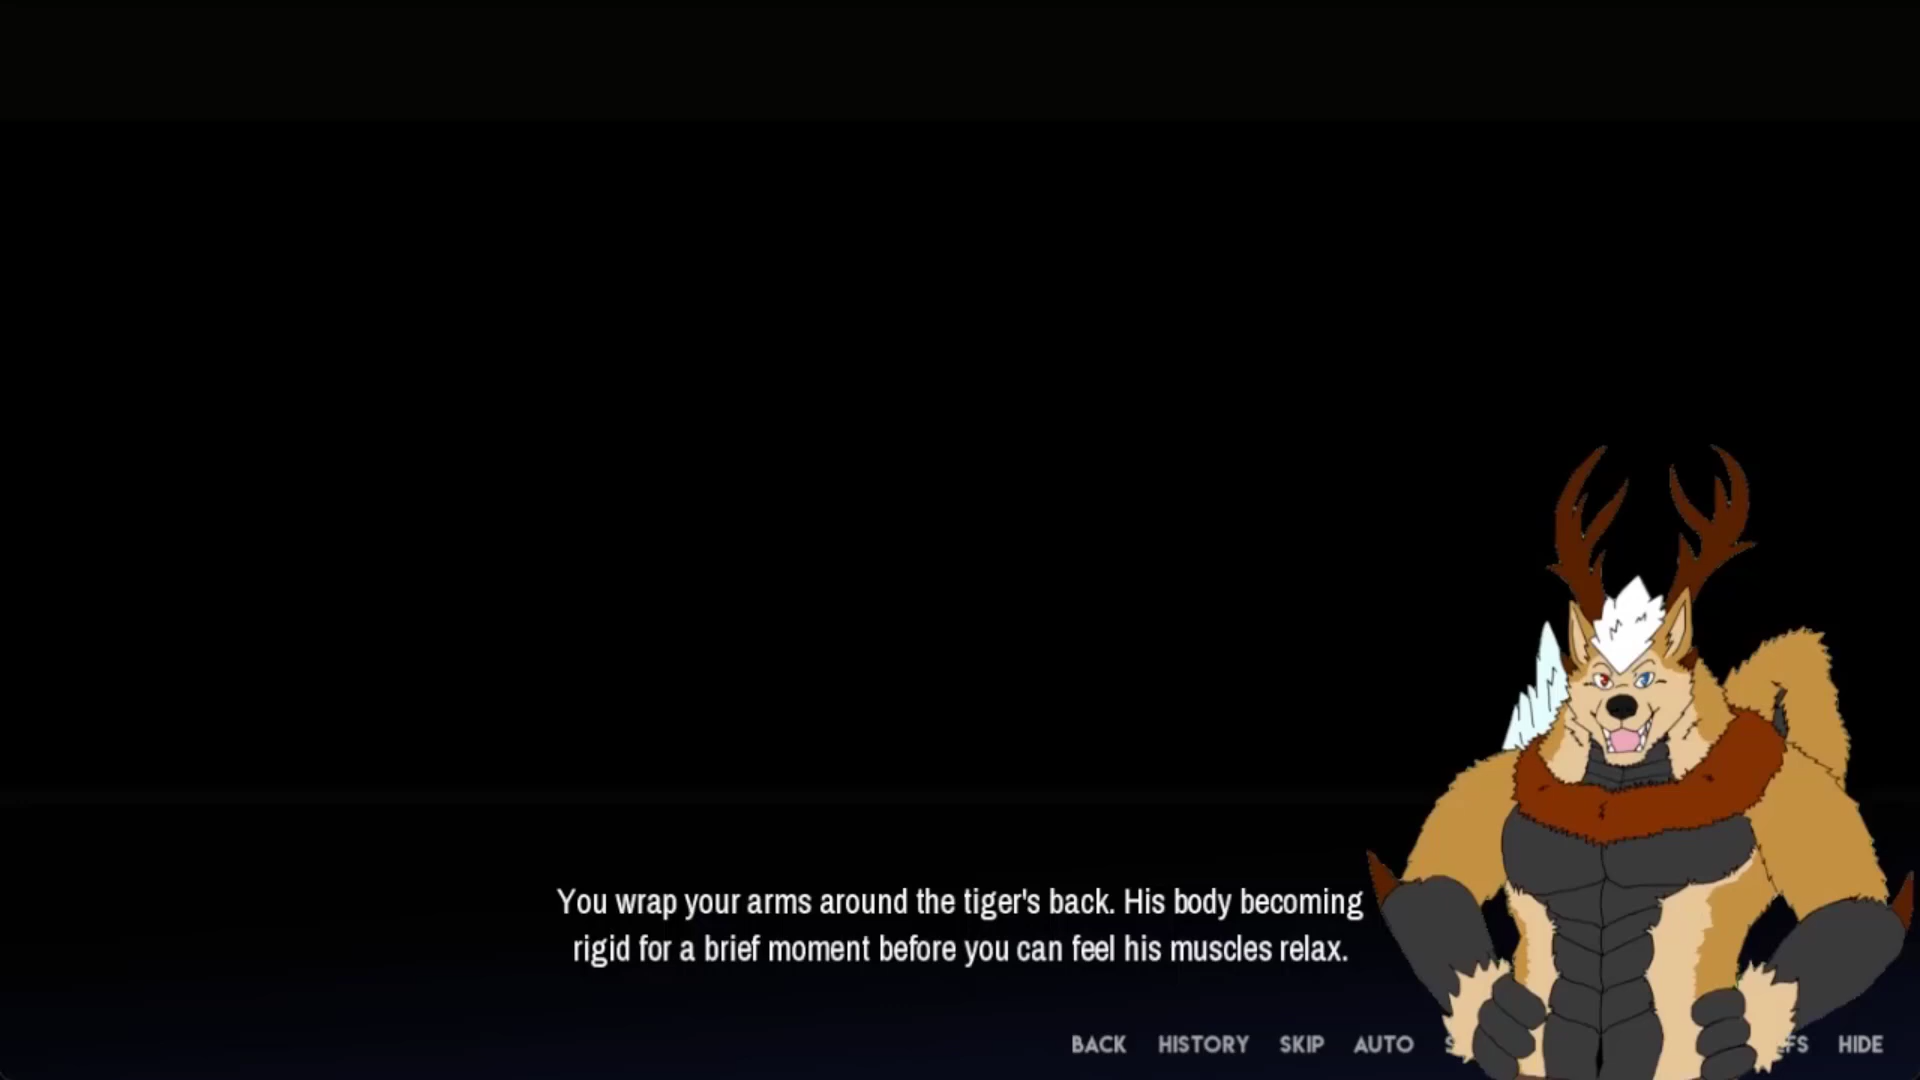 You wrap your arms around the tiger's back. His body becoming
rigid for a brief moment before you can feel his muscles relax.
BACK HISTORY SKIP AUTO HIDE